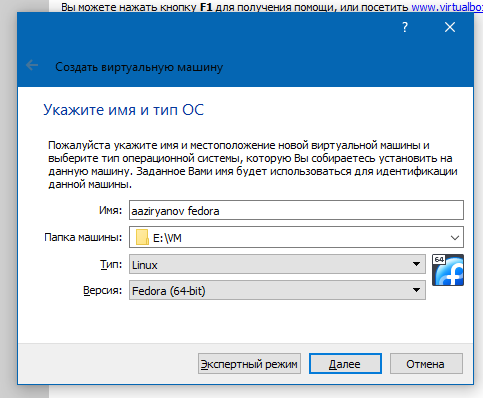 Вы можете нажать кнопку F1 для получения помощи, или посетить www.virtualbo
?
Создать виртуальную машину
Укажите имя и тип ОС
Пожалуйста укажите имя и местоположение новой виртуальной машины и
выберите тип операционной системы, которую Вы собираетесь установить на
данную машину. Заданное Вами имя будет использоваться для идентификации
данной машины.
Имя: aaziryanov fedora
Папка машины: E:\VM
Тип: Linux
64
Версия: Fedora (64-bit)
Экспертный режим Далее Отмена